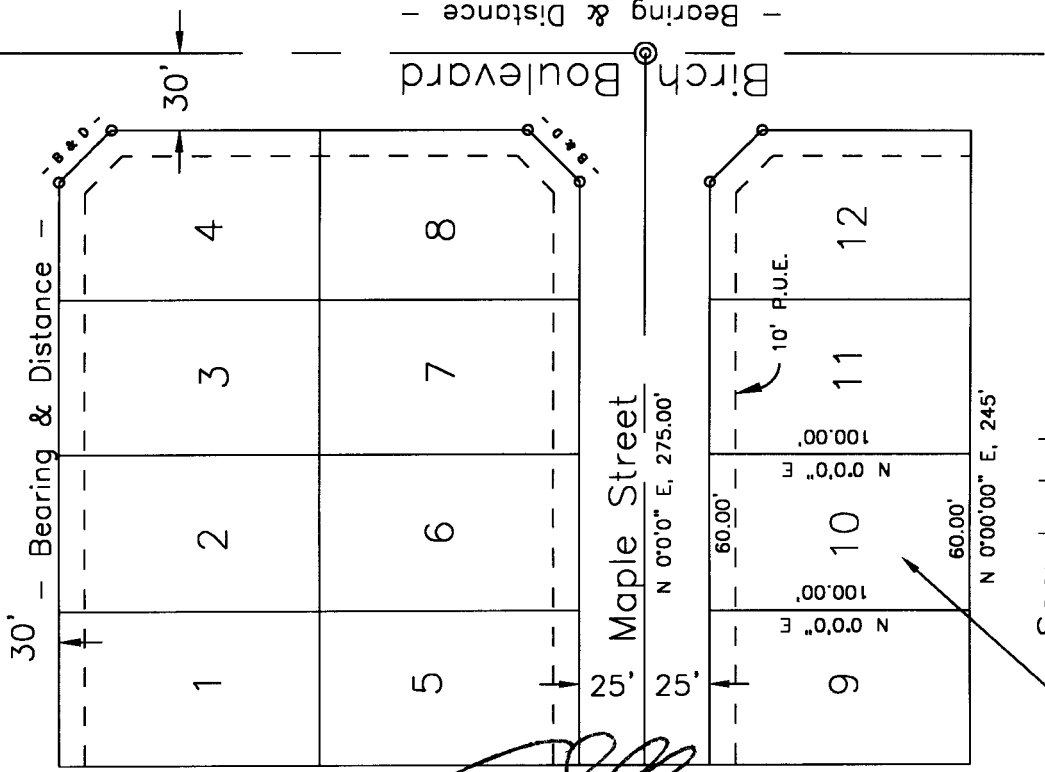 – Bearing & Distance –
30'
30'
– Bearing & Distance –
- B & D -
Birch Boulevard
- B & D -
4
8
12
3
7
11
10' P.U.E.
2
6
10
Maple Street
N 0°0'0" E, 275.00'
60.00'
100.00'
N 0°0'0" E
100.00'
N 0°0'0" E
60.00'
N 0°00'00" E, 245'
1
5
25'
25'
9